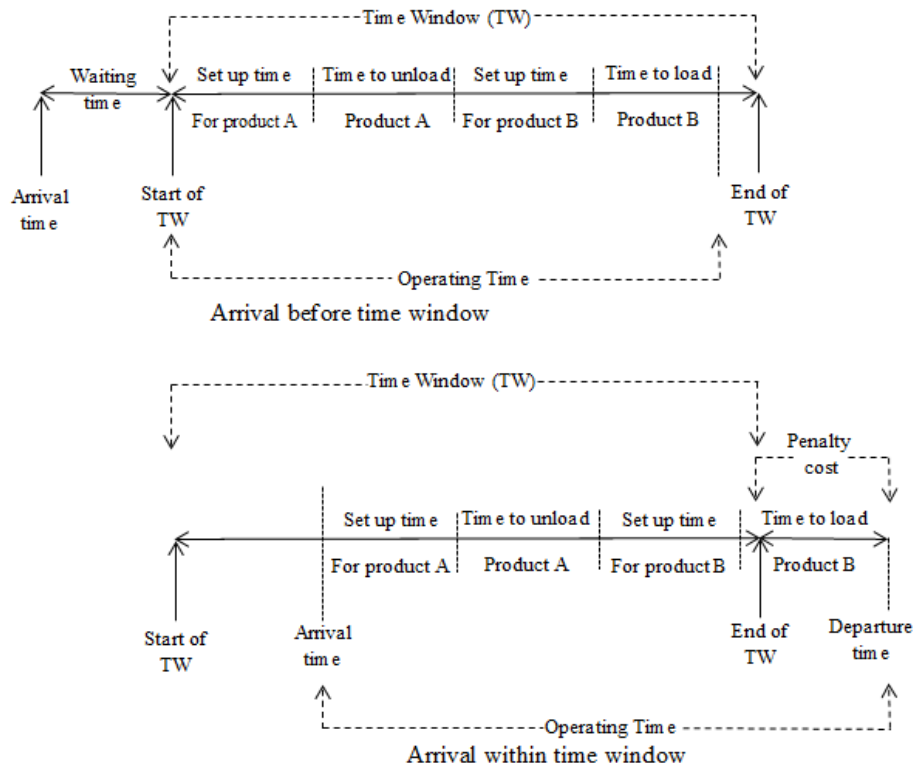 Time Window (TW)
Waiting time
Set up time
Time to unload
Set up time
Time to load
For product A
Product A
For product B
Product B
Arrival time
Start of TW
End of TW
Operating Time
Arrival before time window
Time Window (TW)
Penalty cost
Set up time
Time to unload
Set up time
Time to load
For product A
Product A
For product B
Product B
Start of TW
Arrival time
End of TW
Departure time
Operating Time
Arrival within time window